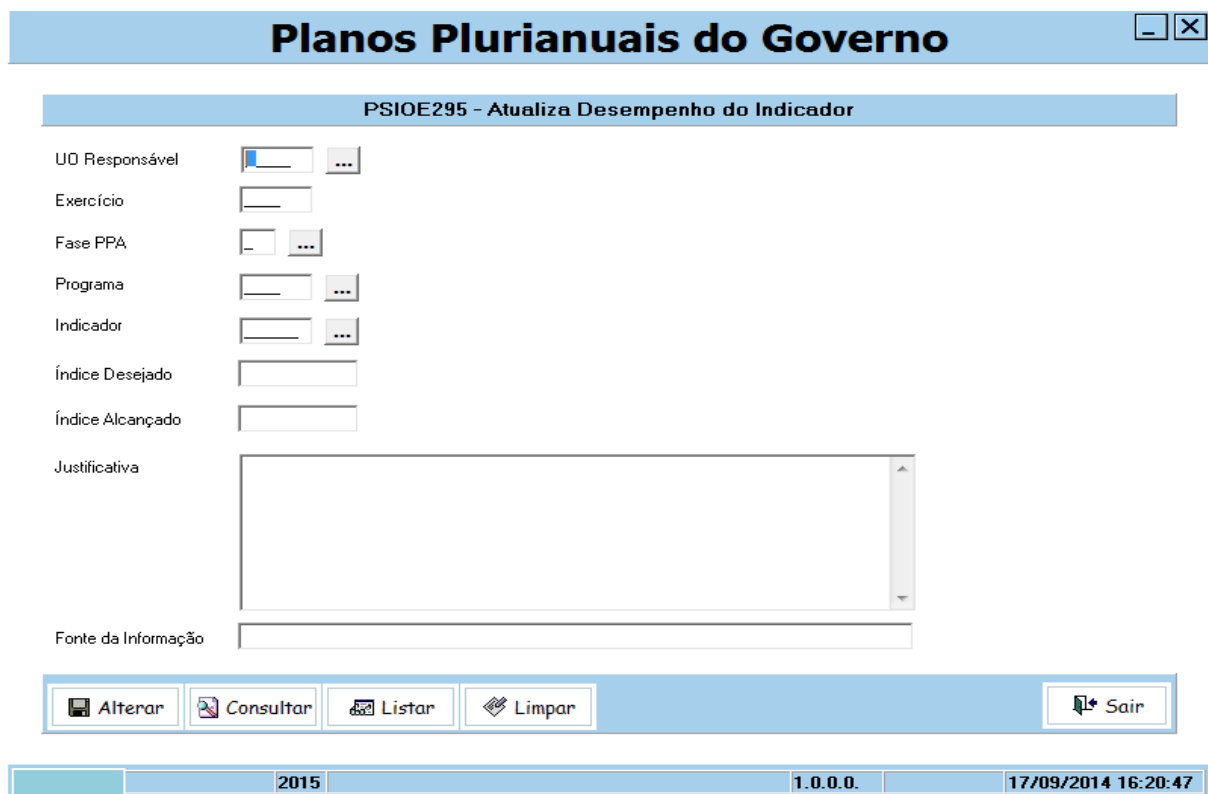 Planos Plurianuais do Governo
PSIOE295 - Atualiza Desempenho do Indicador
UO Responsável ...
Exercício
Fase PPA ...
Programa ...
Indicador ...
Índice Desejado
Índice Alcançado
Justificativa
Fonte da Informação
Alterar Consultar Listar Limpar Sair
2015 1.0.0.0. 17/09/2014 16:20:47